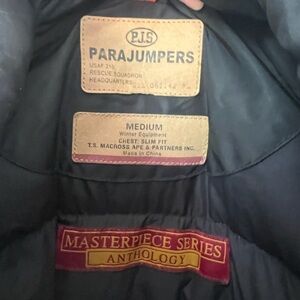 P.J.S
PARAJUMPERS
USAF 210
RESCUE SQUADRON
HEADQUARTERS
MEDIUM
Winter Equipment
CHEST: SLIM FIT
T.S. MACROSS APE & PARTNERS INC.
Made in China
MASTERPIECE SERIES
ANTHOLOGY